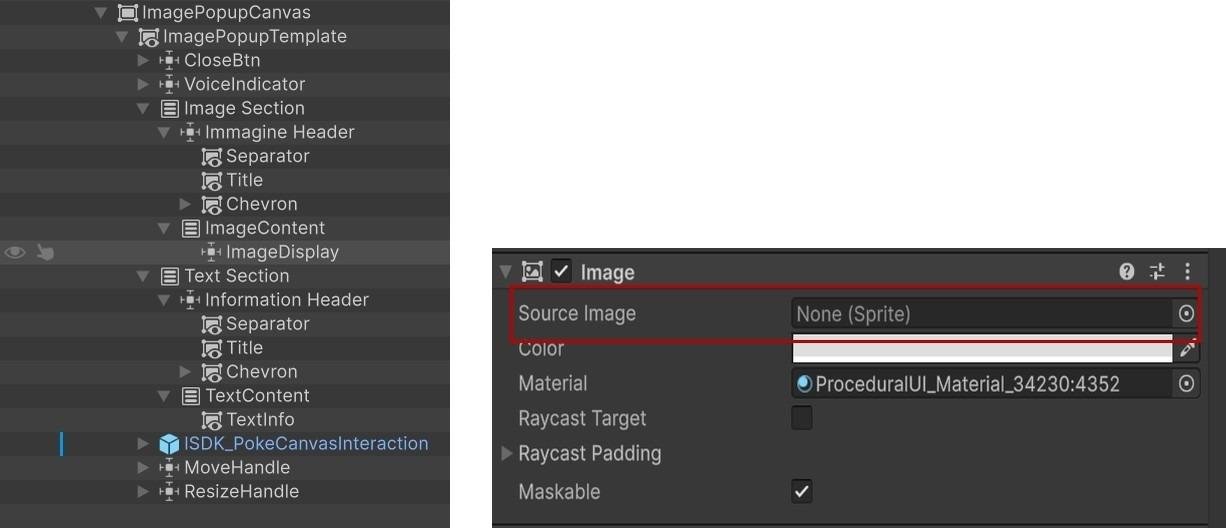 ImagePopupCanvas
ImagePopupTemplate
CloseBtn
VoiceIndicator
Image Section
Immagine Header
Separator
Title
Chevron
ImageContent
ImageDisplay
Text Section
Information Header
Separator
Title
Chevron
TextContent
TextInfo
ISDK_PokeCanvasInteraction
MoveHandle
ResizeHandle
Image
Source Image None (Sprite)
Color
Material ProceduralUI_Material_34230:4352
Raycast Target
Raycast Padding
Maskable